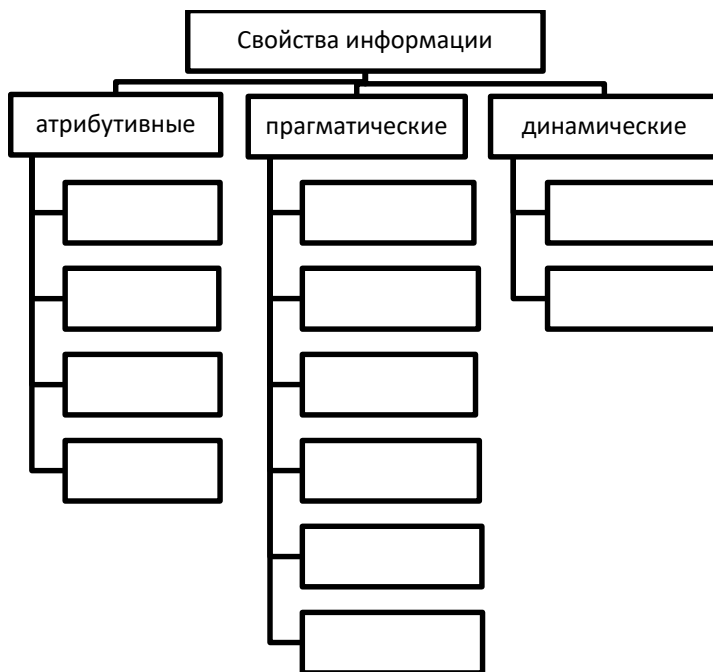 Свойства информации
атрибутивные
прагматические
динамические